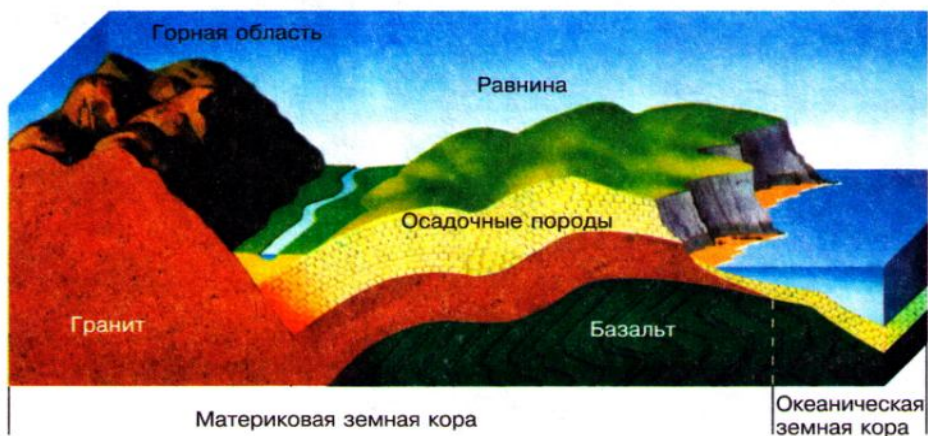 Горная область
Равнина
Осадочные породы
Гранит
Базальт
Материковая земная кора
Океаническая
земная кора